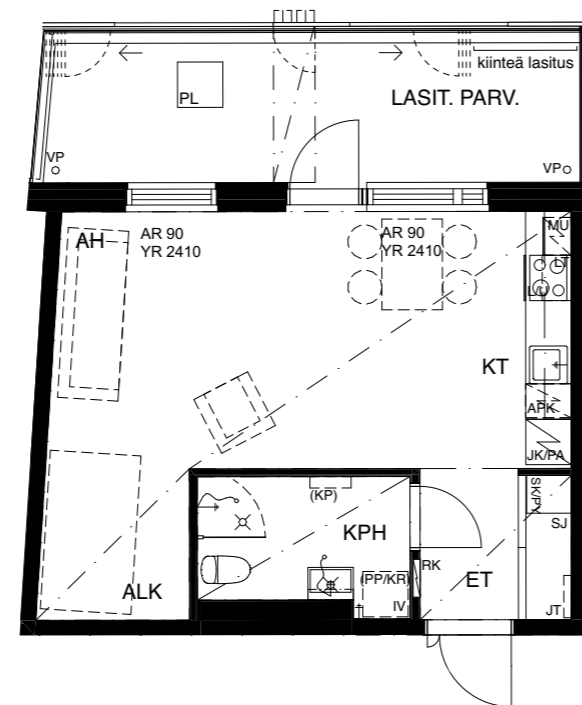 kiinteä lasitus
PL
LASIT. PARV.
VP
VP
AH
AR 90
YR 2410
AR 90
YR 2410
MU
LT
L/U
KT
APK
JK/PA
(KP)
SK/PY
KPH
SJ
RK
(PP/KR)
ET
ALK
IV
JT